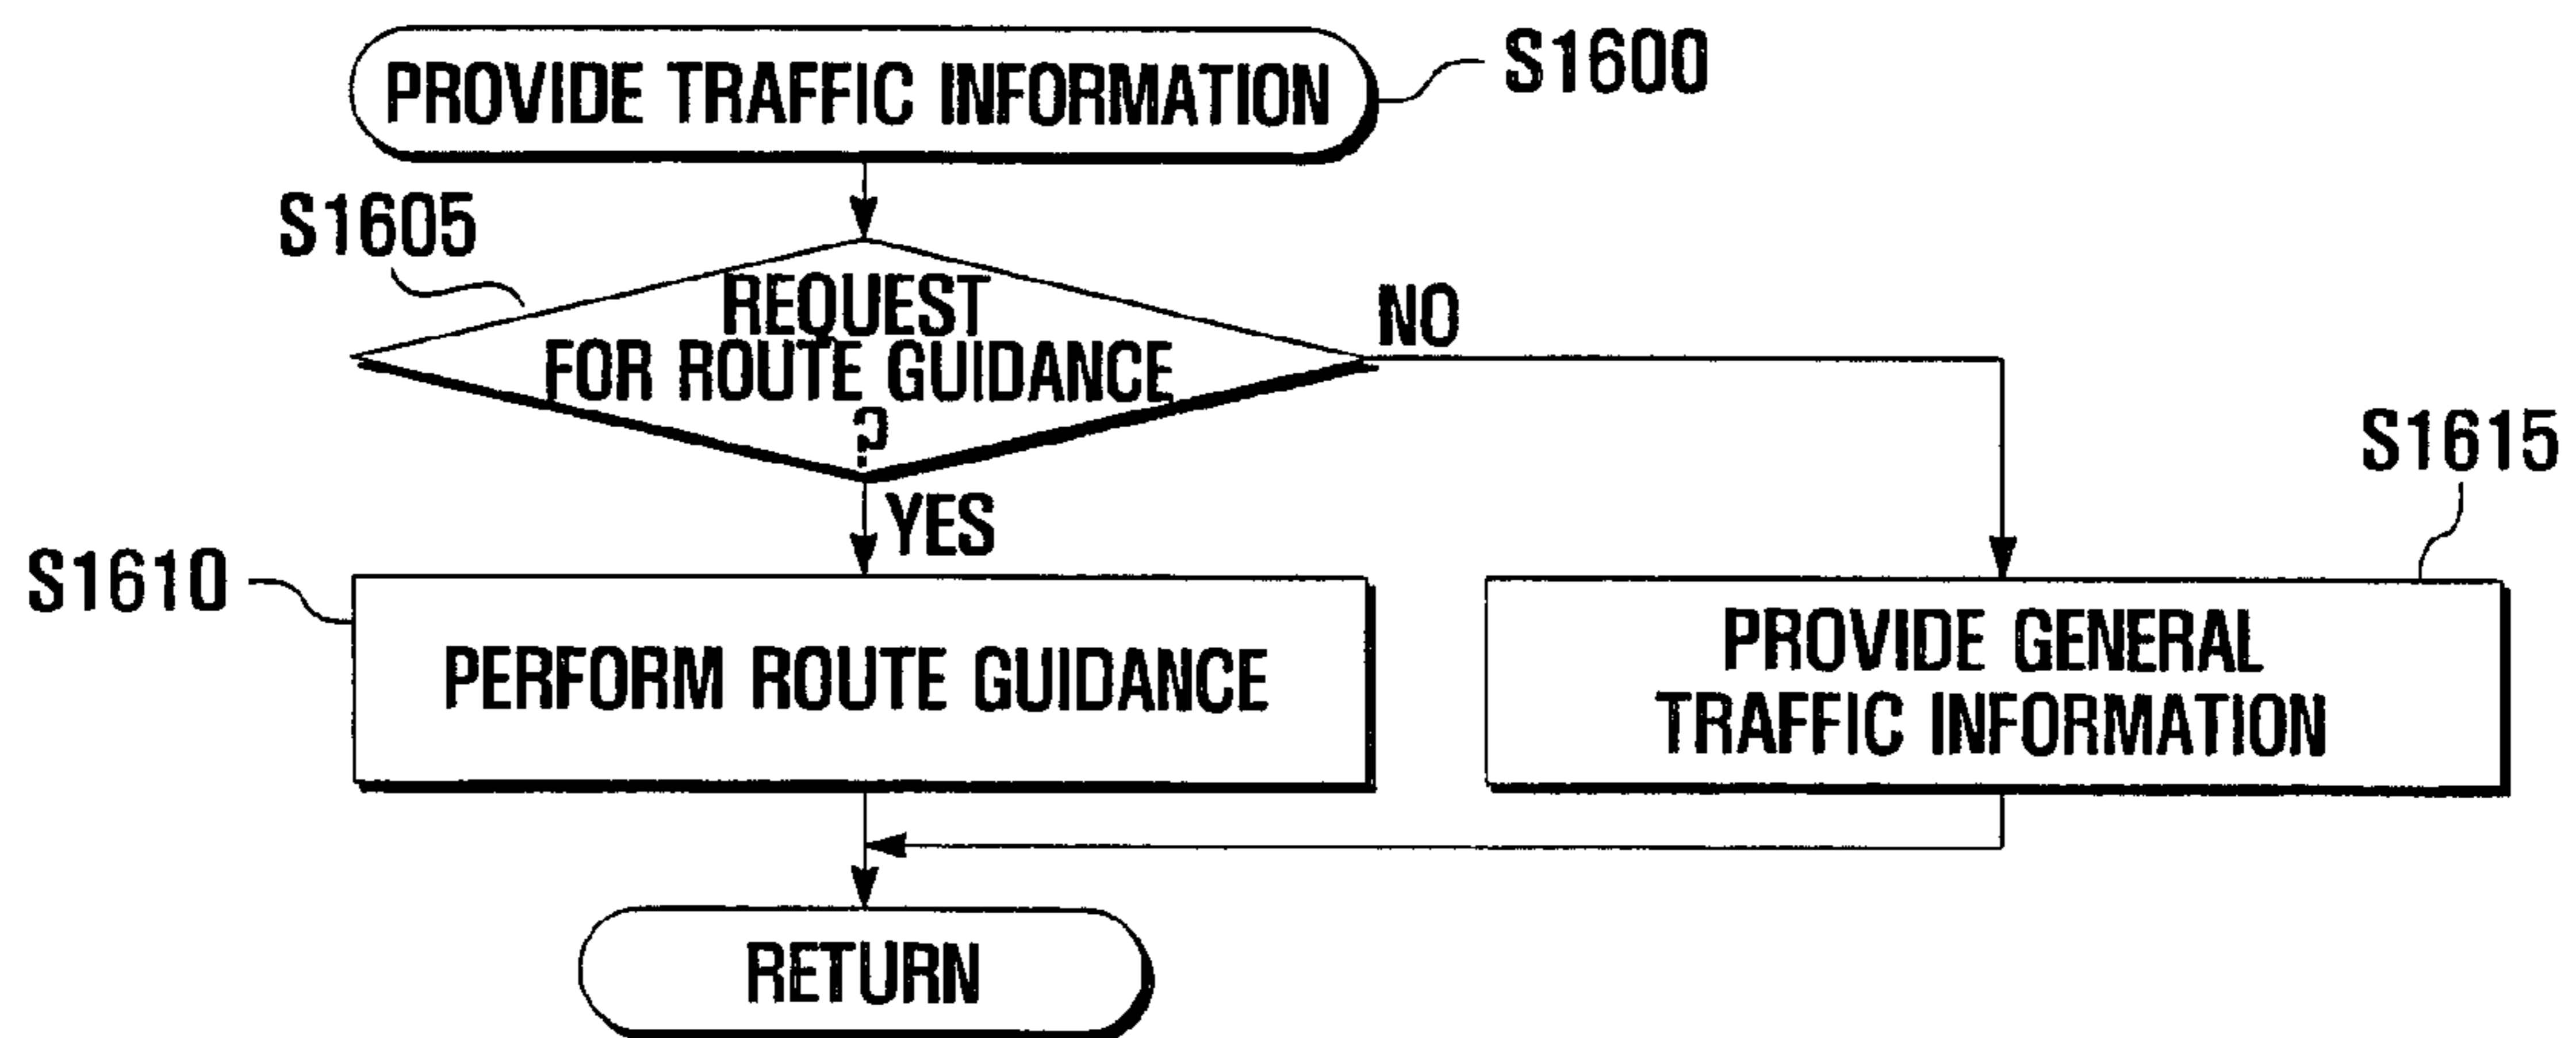 PROVIDE TRAFFIC INFORMATION
S1600
S1605
REQUEST
FOR ROUTE GUIDANCE
?
NO
YES
S1610
PERFORM ROUTE GUIDANCE
S1615
PROVIDE GENERAL
TRAFFIC INFORMATION
RETURN